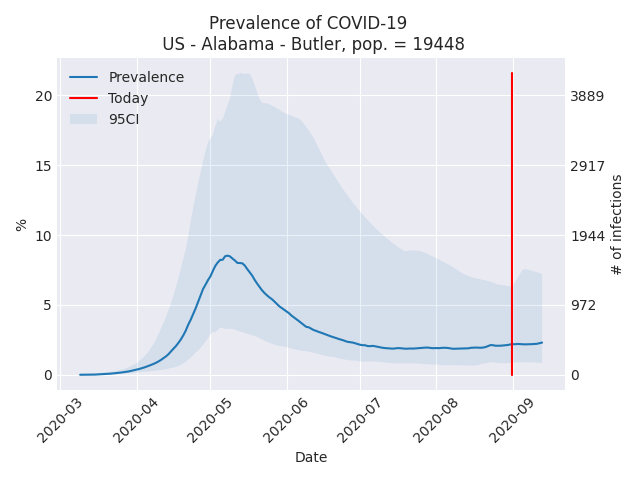 Prevalence of COVID-19
US - Alabama - Butler, pop. = 19448
Prevalence
Today
95CI
20
15
10
5
0
%
3889
2917
1944
972
0
# of infections
2020-03
2020-04
2020-05
2020-06
2020-07
2020-08
2020-09
Date